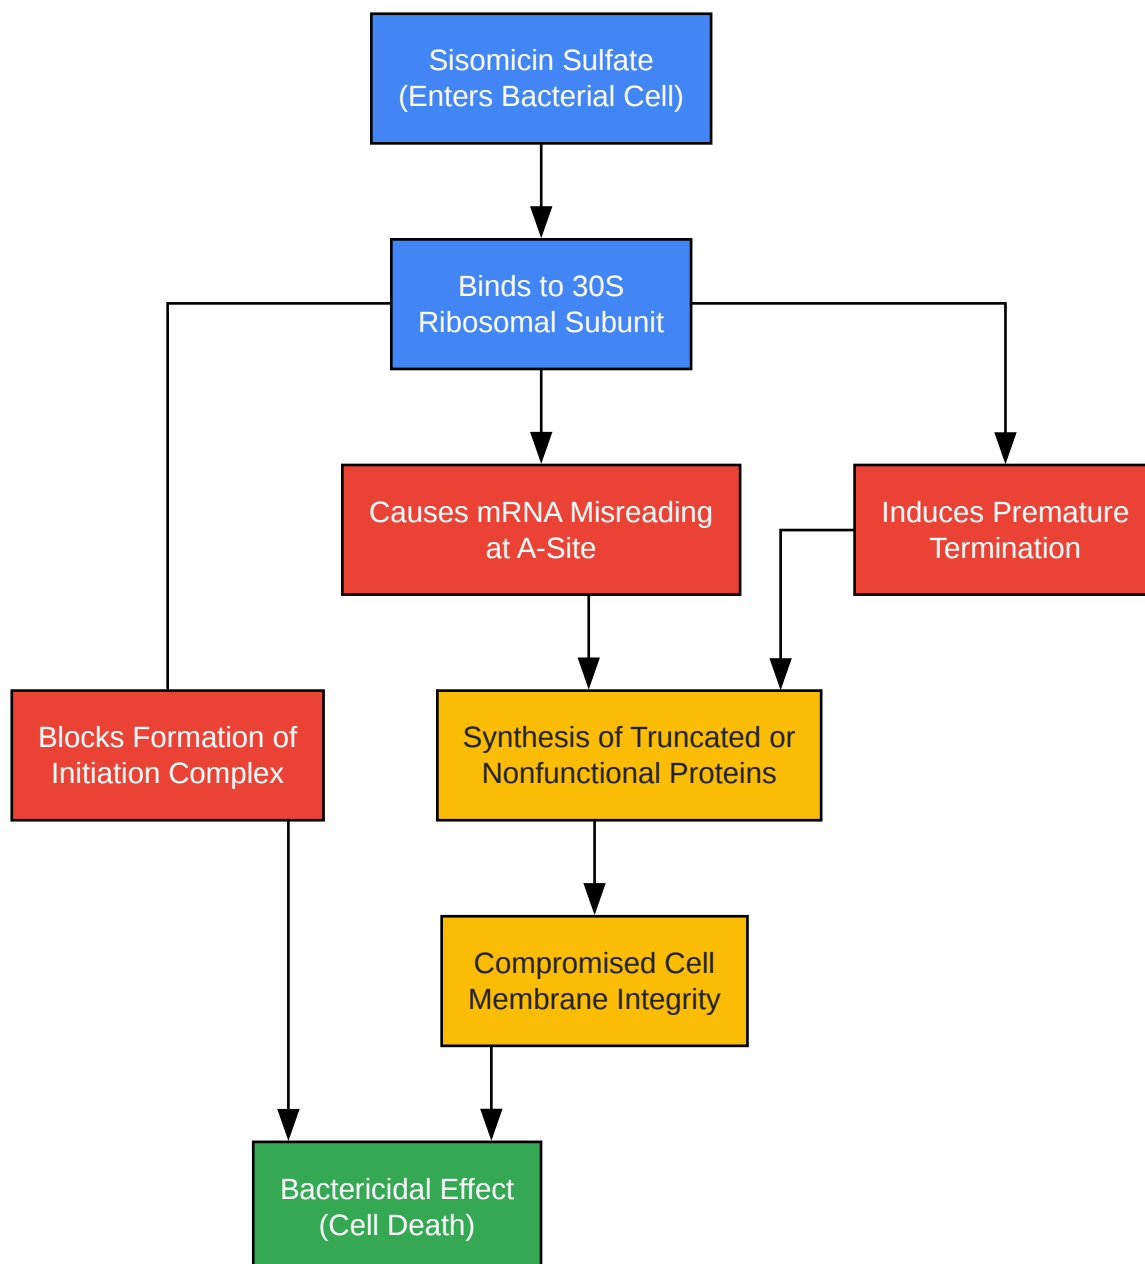 Sisomicin Sulfate
(Enters Bacterial Cell)
Binds to 30S
Ribosomal Subunit
Causes mRNA Misreading
at A-Site
Induces Premature
Termination
Blocks Formation of
Initiation Complex
Synthesis of Truncated or
Nonfunctional Proteins
Compromised Cell
Membrane Integrity
Bactericidal Effect
(Cell Death)